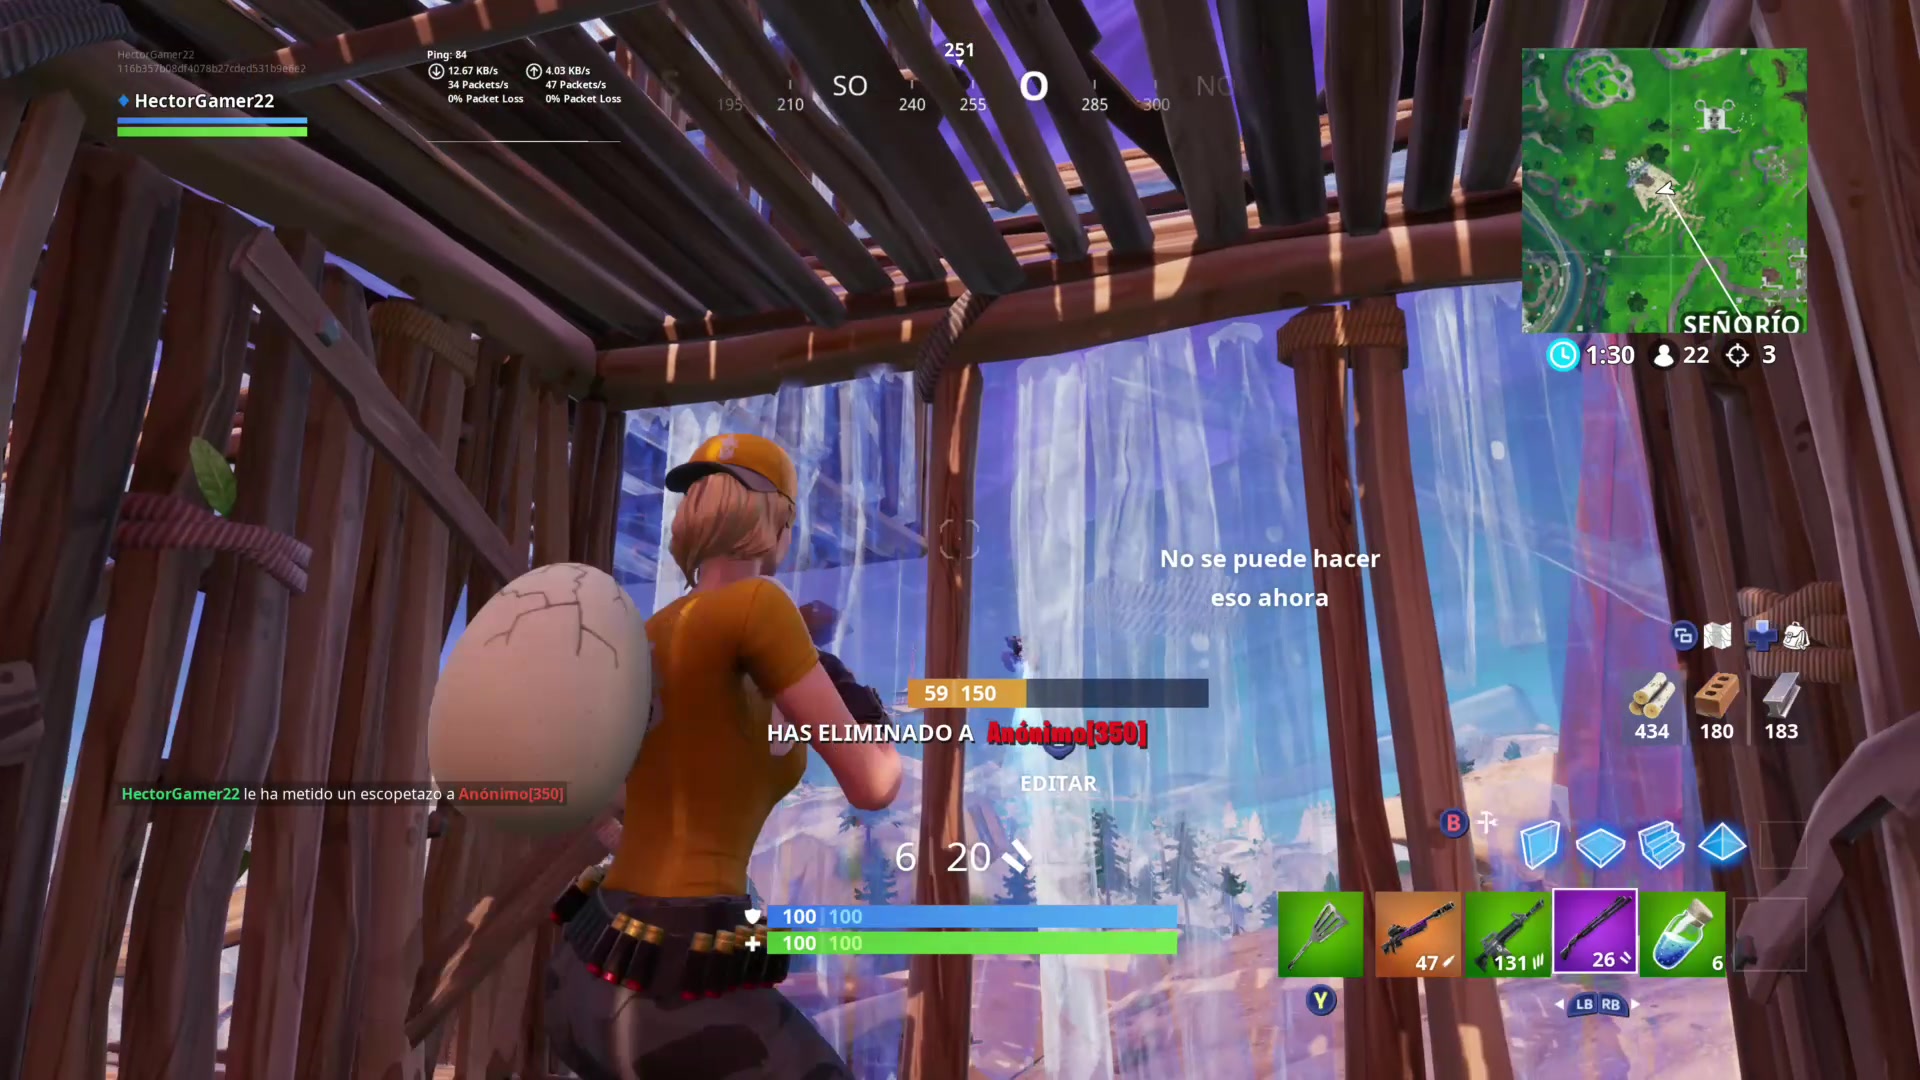 HectorGamer22
116b357b08df4078b27cded531b9e6e2
HectorGamer22
Ping: 84
12.67 KB/s
4.03 KB/s
34 Packets/s
47 Packets/s
0% Packet Loss
0% Packet Loss
251
S
195
210
SO
240
255
O
285
300
NO
SEÑORÍO
1:30
22
3
No se puede hacer
eso ahora
59 150
HAS ELIMINADO A Anónimo[350]
EDITAR
HectorGamer22 le ha metido un escopetazo a Anónimo[350]
6 20
100 100
100 100
434
180
183
B
47
131
26
6
Y
LB RB